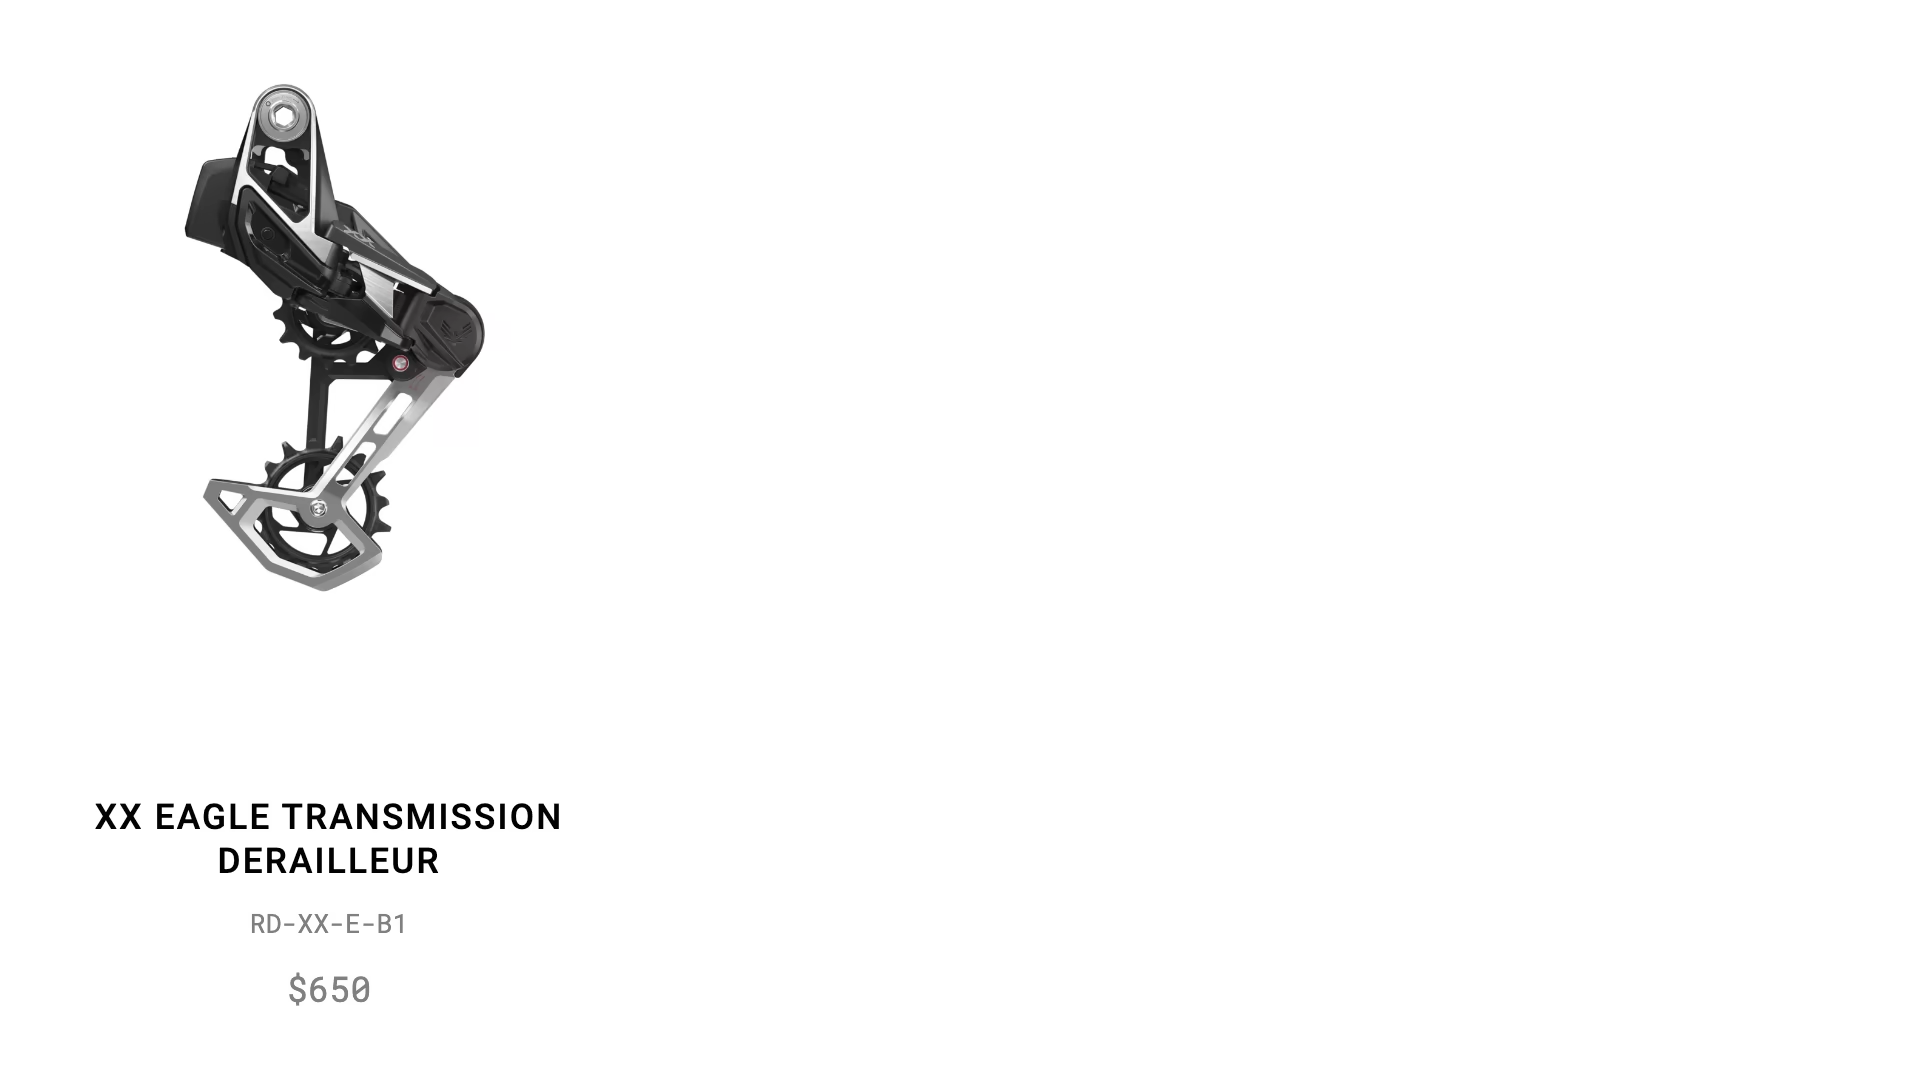 XX EAGLE TRANSMISSION
DERAILLEUR
RD-XX-E-B1
$650